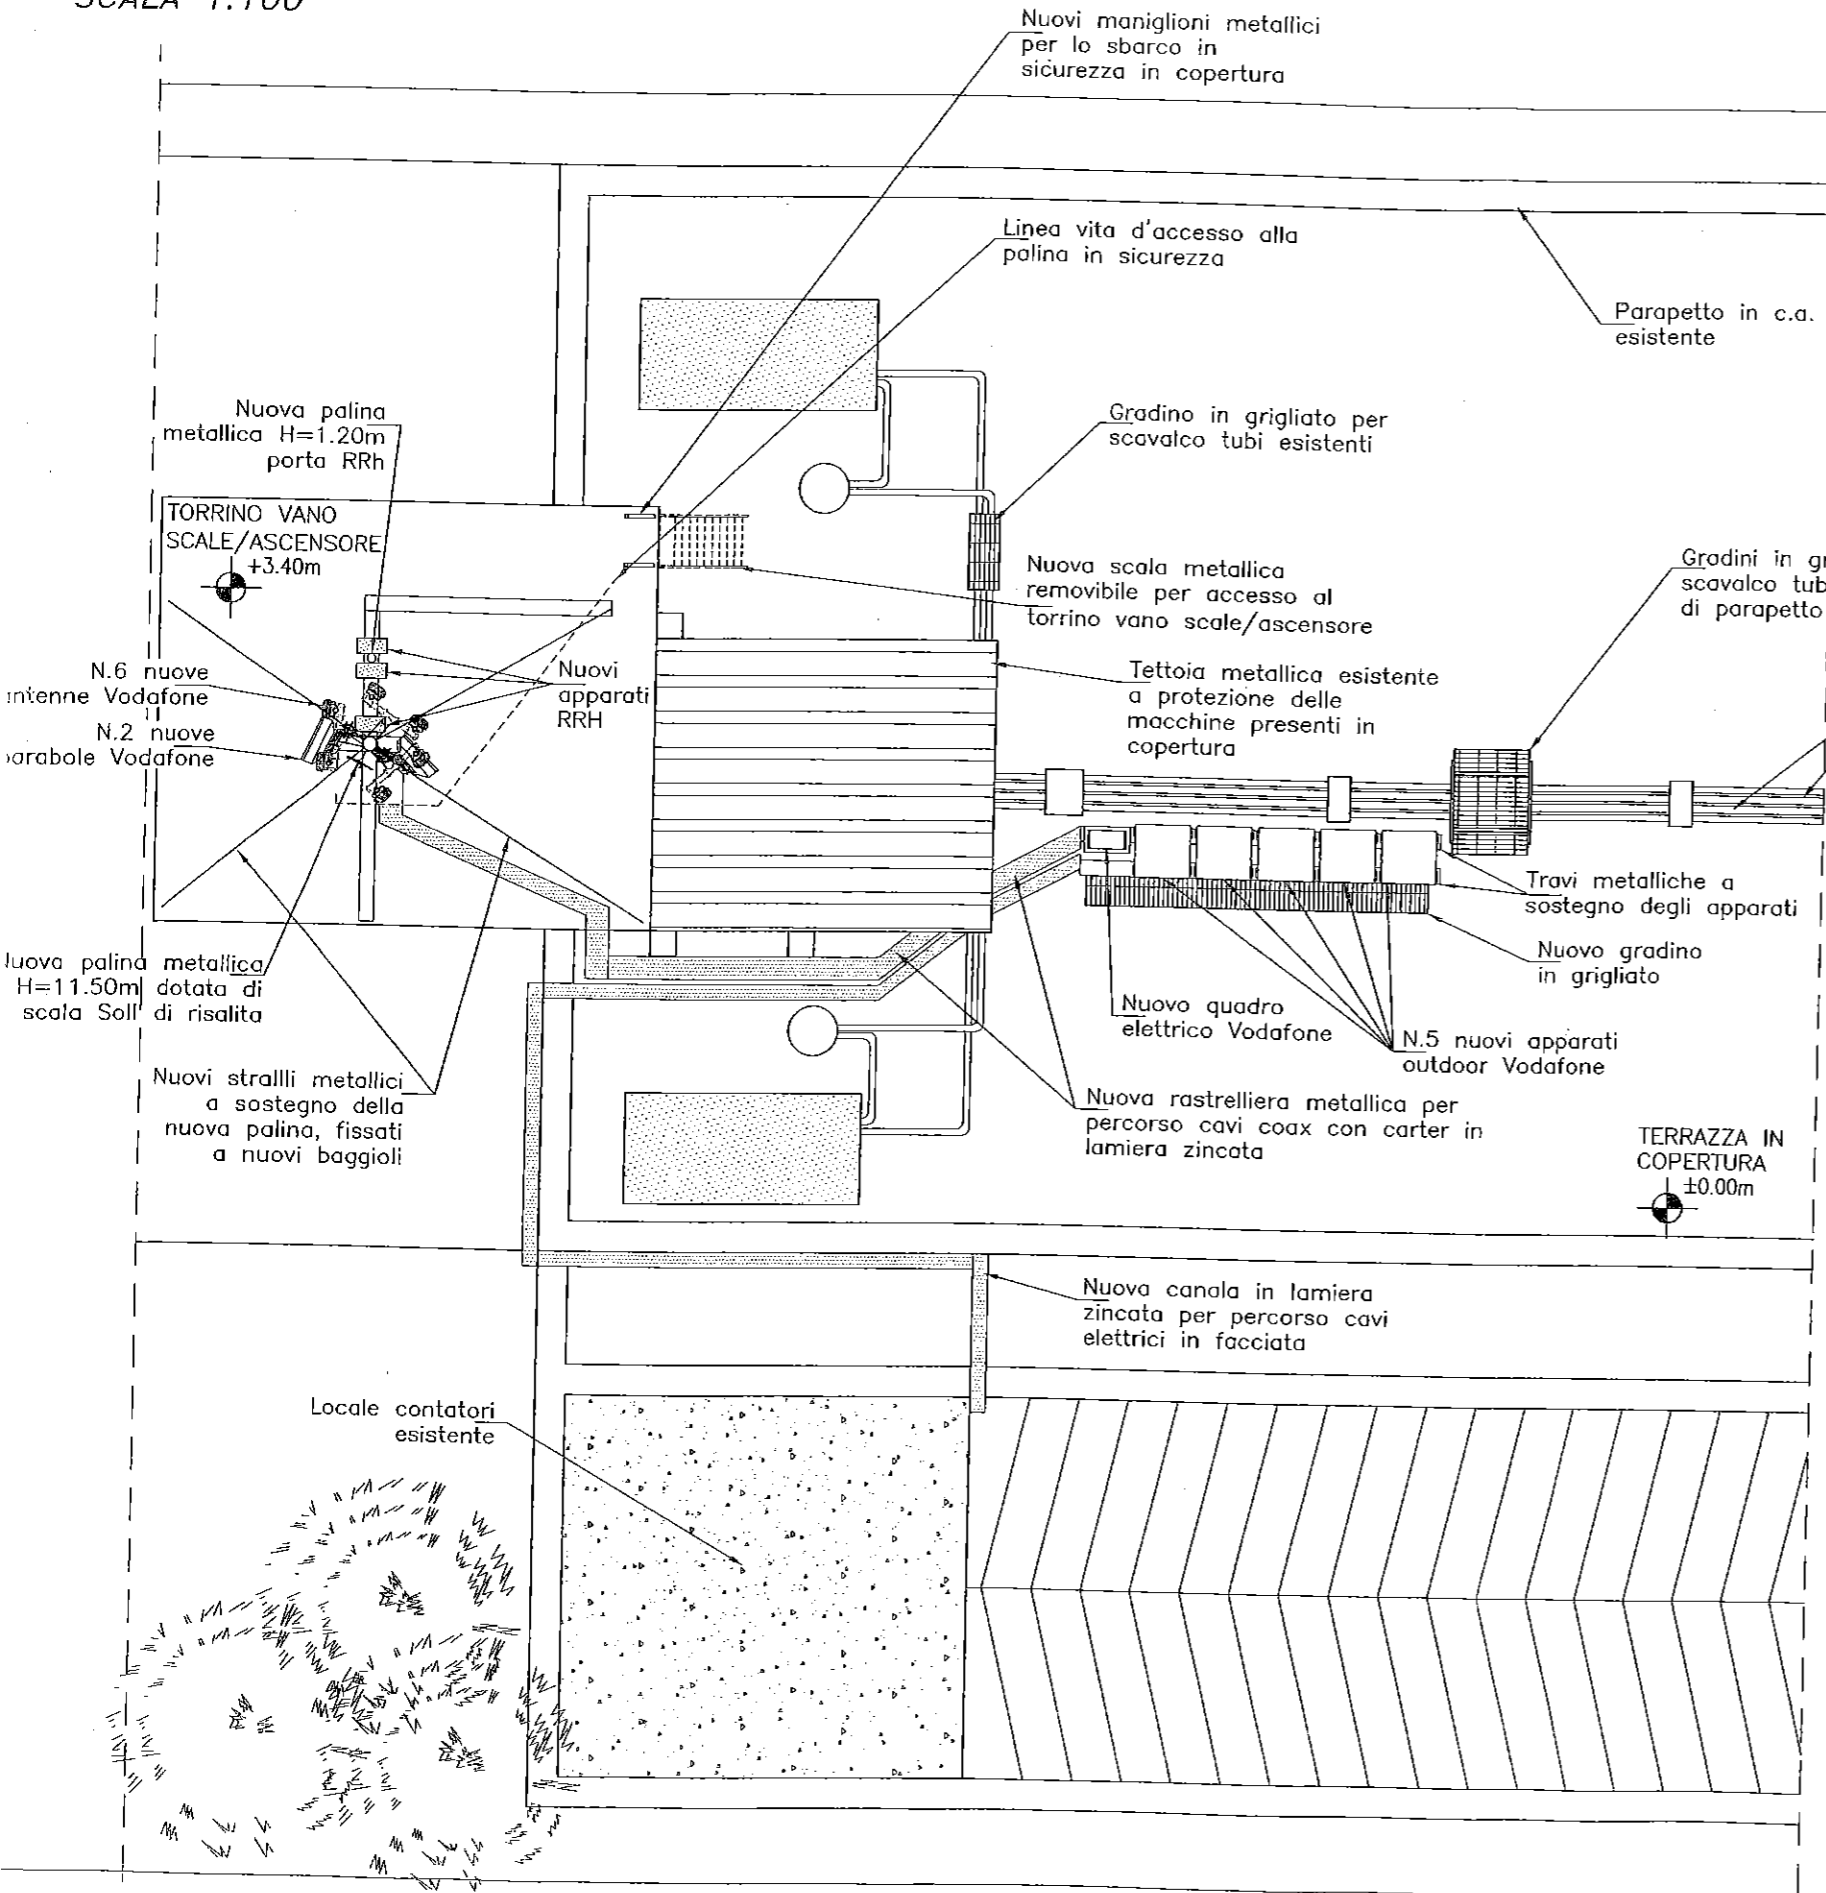 SCALA 1:100
Nuovi maniglioni metallici
per lo sbarco in
sicurezza in copertura
Linea vita d'accesso alla
palina in sicurezza
Parapetto in c.a.
esistente
Nuova palina
metallica H=1.20m
porta RRh
Gradino in grigliato per
scavalco tubi esistenti
TORRINO VANO
SCALE/ASCENSORE
+3.40m
Nuova scala metallica
removibile per accesso al
torrino vano scale/ascensore
Gradini in gr
scavalco tub
di parapetto
N.6 nuove
antenne Vodafone
N.2 nuove
parabole Vodafone
Nuovi
apparati
RRH
Tettoia metallica esistente
a protezione delle
macchine presenti in
copertura
Travi metalliche a
sostegno degli apparati
Nuovo gradino
in grigliato
Nuova palina metallica
H=11.50m dotata di
scala Soll di risalita
Nuovo quadro
elettrico Vodafone
N.5 nuovi apparati
outdoor Vodafone
Nuovi strallli metallici
a sostegno della
nuova palina, fissati
a nuovi baggioli
Nuova rastrelliera metallica per
percorso cavi coax con carter in
lamiera zincata
TERRAZZA IN
COPERTURA
±0.00m
Nuova canala in lamiera
zincata per percorso cavi
elettrici in facciata
Locale contatori
esistente